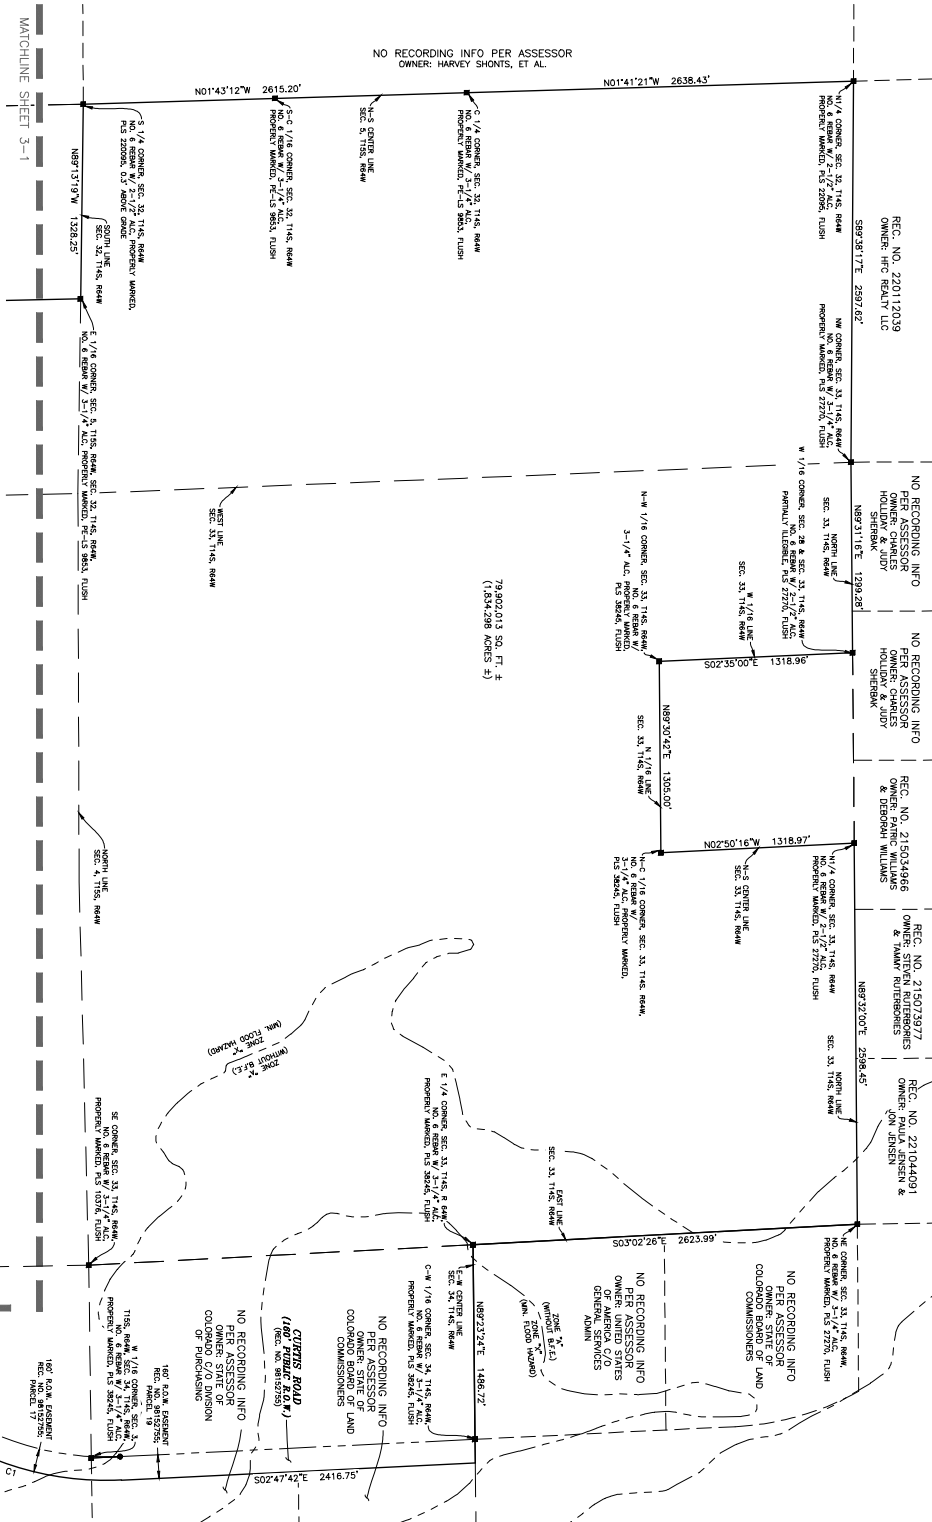 MATCHLINE SHEET 3-1
NO RECORDING INFO PER ASSESSOR
OWNER: HARVEY SHONTS, ET AL.
N01°43'12"W 2615.20'
N01°41'21"W 2638.43'
N1/4 CORNER, SEC. 32, T14S, R64W
NO. 6 REBAR W/ 2-1/2" ALC,
PROPERLY MARKED, PLS 22095, FLUSH
C 1/4 CORNER, SEC. 32, T14S, R64W
NO. 6 REBAR W/ 3-1/4" ALC,
PROPERLY MARKED, PE-LS 9853, FLUSH
N-S CENTER LINE
SEC. 5, T15S, R64W
S-C 1/16 CORNER, SEC. 32, T14S, R64W
NO. 6 REBAR W/ 3-1/4" ALC,
PROPERLY MARKED, PE-LS 9853, FLUSH
S 1/4 CORNER, SEC. 32, T14S, R64W
NO. 6 REBAR W/ 2-1/2" ALC, PROPERLY MARKED,
PLS 22095, 0.3' ABOVE GRADE
N89°13'19"W 1328.25'
SOUTH LINE
SEC. 32, T14S, R64W
E 1/16 CORNER, SEC. 5, T15S, R64W, SEC. 32, T14S, R64W,
NO. 6 REBAR W/ 3-1/4" ALC, PROPERLY MARKED, PE-LS 9853, FLUSH
REC. NO. 220112039
OWNER: HFC REALTY LLC
S89°38'17"E 2597.62'
NW CORNER, SEC. 33, T14S, R64W
NO. 6 REBAR W/ 3-1/4" ALC
PROPERLY MARKED, PLS 27270, FLUSH
NO RECORDING INFO
PER ASSESSOR
OWNER: CHARLES
HOLLIDAY & JUDY
SHERBAK
N89°31'16"E 1299.28'
NORTH LINE
SEC. 33, T14S, R64W
W 1/16 CORNER, SEC. 28 & SEC. 33, T14S, R64W
NO. 6 REBAR W/ 2-1/2" ALC,
PARTIALLY ILLEGIBLE, PLS 27270, FLUSH
WEST LINE
SEC. 33, T14S, R64W
W 1/16 LINE
SEC. 33, T14S, R64W
S02°35'00"E 1318.96'
N-W 1/16 CORNER, SEC. 33, T14S, R64W,
NO. 6 REBAR W/
3-1/4" ALC, PROPERLY MARKED,
PLS 38245, FLUSH
79,902,013 SQ. FT. ±
(1,834.298 ACRES ±)
NO RECORDING INFO
PER ASSESSOR
OWNER: CHARLES
HOLLIDAY & JUDY
SHERBAK
N89°30'42"E 1305.00'
N 1/16 LINE
SEC. 33, T14S, R64W
REC. NO. 215034966
OWNER: PATRIC WILLIAMS
& DEBORAH WILLIAMS
N02°50'16"W 1318.97'
N1/4 CORNER, SEC. 33, T14S, R64W
NO. 6 REBAR W/ 2-1/2" ALC,
PROPERLY MARKED, PLS 27270, FLUSH
N-S CENTER LINE
SEC. 33, T14S, R64W
N-C 1/16 CORNER, SEC. 33, T14S, R64W,
NO. 6 REBAR W/
3-1/4" ALC, PROPERLY MARKED,
PLS 38245, FLUSH
NORTH LINE
SEC. 4, T15S, R64W
REC. NO. 215073977
OWNER: STEVEN RUTERBORIES
& TAMMY RUTERBORIES
N89°32'00"E 2598.45'
NORTH LINE
SEC. 33, T14S, R64W
REC. NO. 221044091
OWNER: PAULA JENSEN &
JON JENSEN
ZONE "A"
(WITHOUT B.F.E.)
ZONE "X"
(MIN. FLOOD HAZARD)
E 1/4 CORNER, SEC. 33, T14S, R 64W,
NO. 6 REBAR W/ 3-1/4" ALC,
PROPERLY MARKED, PLS 38245, FLUSH
SE CORNER, SEC. 33, T14S, R64W,
NO. 6 REBAR W/ 3-1/4" ALC,
PROPERLY MARKED, PLS 10376, FLUSH
EAST LINE
SEC. 33, T14S, R64W
S03°02'26"E 2623.99'
NE CORNER, SEC. 33, T14S, R64W,
NO. 6 REBAR W/ 3-1/4" ALC,
PROPERLY MARKED, PLS 27270, FLUSH
NO RECORDING INFO
PER ASSESSOR
OWNER: STATE OF
COLORADO BOARD OF LAND
COMMISSIONERS
NO RECORDING INFO
PER ASSESSOR
OWNER: UNITED STATES
OF AMERICA C/O
GENERAL SERVICES
ADMIN
ZONE "A"
(WITHOUT B.F.E.)
ZONE "X"
(MIN. FLOOD HAZARD)
N89°23'24"E 1486.72'
E-W CENTER LINE
SEC. 34, T14S, R64W
C-W 1/16 CORNER, SEC. 34, T14S, R64W,
NO. 6 REBAR W/ 3-1/4" ALC,
PROPERLY MARKED, PLS 38245, FLUSH
NO RECORDING INFO
PER ASSESSOR
OWNER: STATE OF
COLORADO BOARD OF LAND
COMMISSIONERS
CURTIS ROAD
(160' PUBLIC R.O.W.)
(REC. NO. 98152755)
NO RECORDING INFO
PER ASSESSOR
OWNER: STATE OF
COLORADO C/O DIVISION
OF PURCHASING
S02°47'42"E 2416.75'
160' R.O.W. EASEMENT
REC. NO. 98152755;
PARCEL 19
W 1/16 CORNER, SEC. 3,
T15S, R64W, SEC. 34, T14S, R64W,
NO. 6 REBAR W/ 3-1/4" ALC,
PROPERLY MARKED, PLS 38245, FLUSH
160' R.O.W. EASEMENT
REC. NO. 98152755;
PARCEL 17
C1